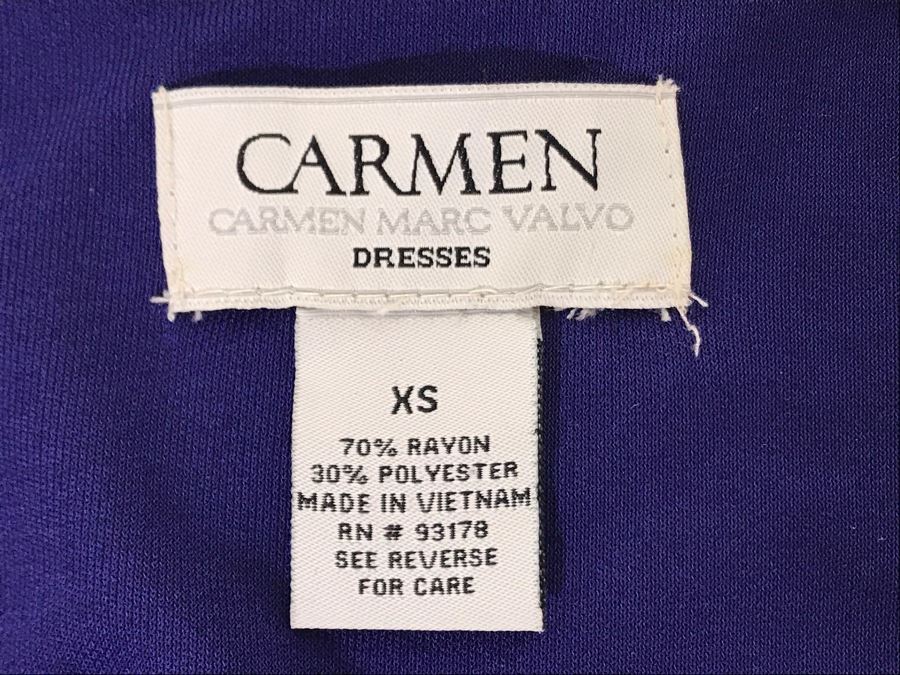 CARMEN
CARMEN MARC VALVO
DRESSES
XS
70% RAYON
30% POLYESTER
MADE IN VIETNAM
RN # 93178
SEE REVERSE
FOR CARE